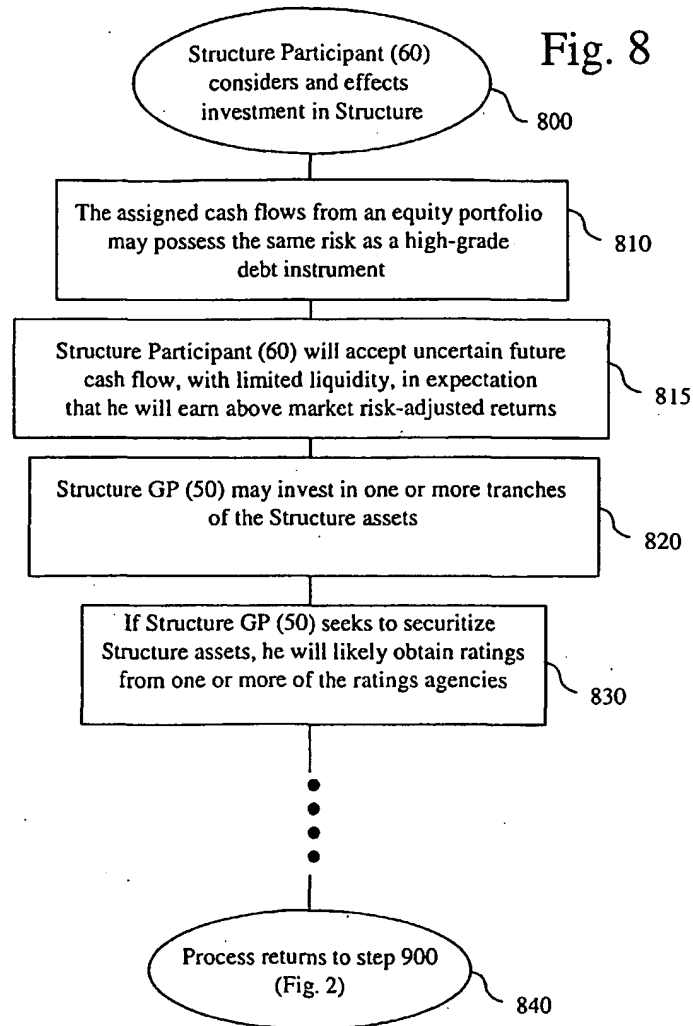 Fig. 8
Structure Participant (60)
considers and effects
investment in Structure
800
The assigned cash flows from an equity portfolio
may possess the same risk as a high-grade
debt instrument
810
Structure Participant (60) will accept uncertain future
cash flow, with limited liquidity, in expectation
that he will earn above market risk-adjusted returns
815
Structure GP (50) may invest in one or more tranches
of the Structure assets
820
If Structure GP (50) seeks to securitize
Structure assets, he will likely obtain ratings
from one or more of the ratings agencies
830
Process returns to step 900
(Fig. 2)
840